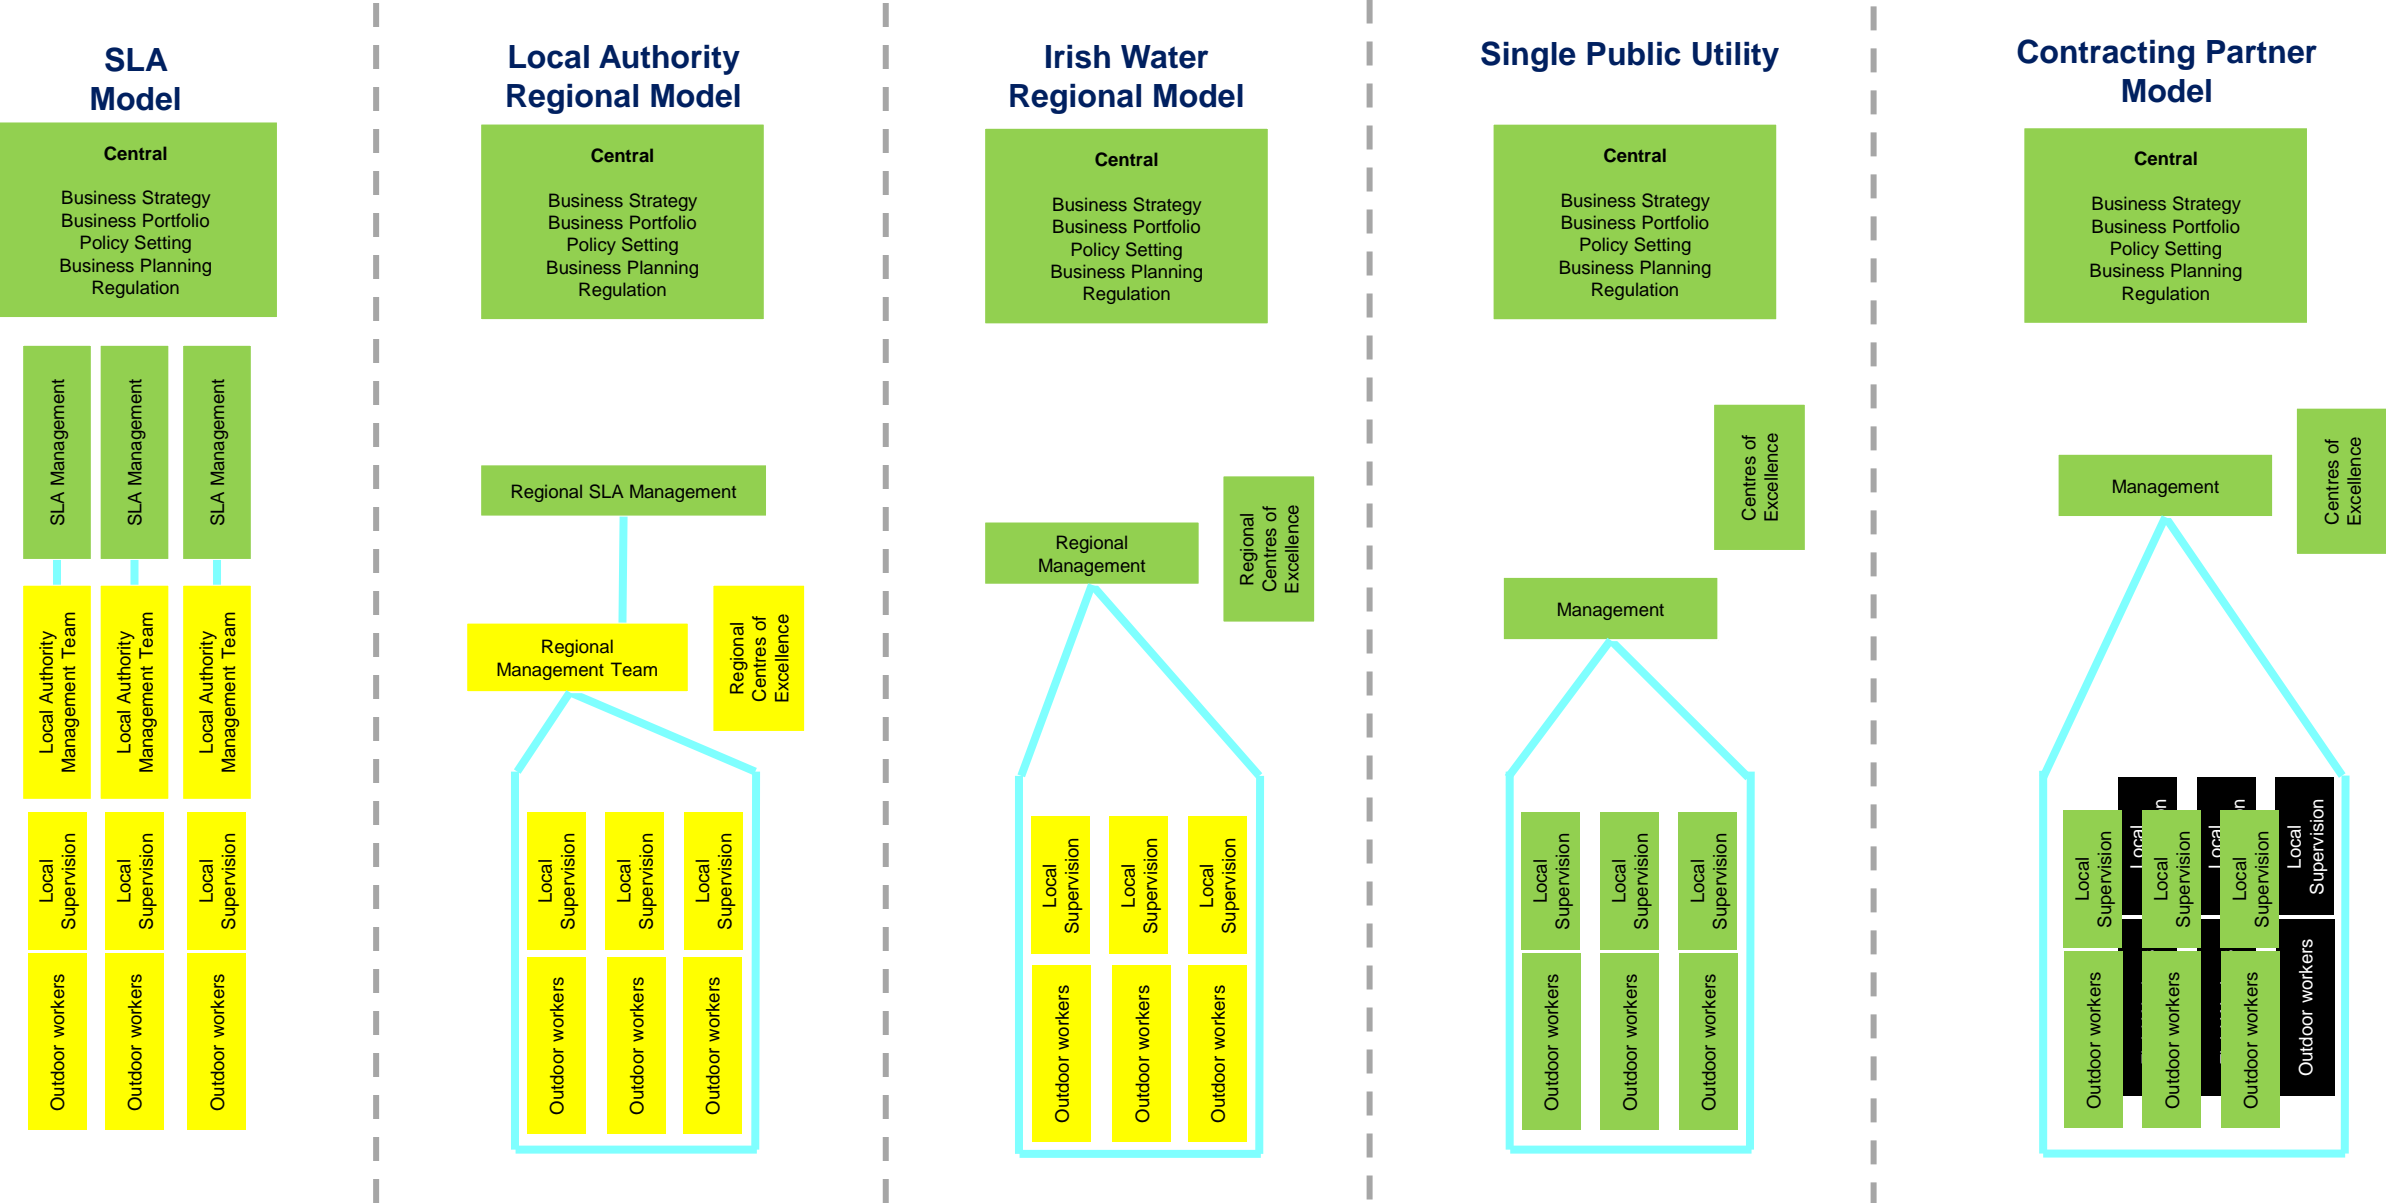 SLA
Model
Central
Business Strategy
Business Portfolio
Policy Setting
Business Planning
Regulation
SLA Management
SLA Management
SLA Management
Local Authority
Management Team
Local Authority
Management Team
Local Authority
Management Team
Local
Supervision
Local
Supervision
Local
Supervision
Outdoor workers
Outdoor workers
Outdoor workers
Local Authority
Regional Model
Central
Business Strategy
Business Portfolio
Policy Setting
Business Planning
Regulation
Regional SLA Management
Regional
Management Team
Regional
Centres of
Excellence
Local
Supervision
Local
Supervision
Local
Supervision
Outdoor workers
Outdoor workers
Outdoor workers
Irish Water
Regional Model
Central
Business Strategy
Business Portfolio
Policy Setting
Business Planning
Regulation
Regional
Management
Regional
Centres of
Excellence
Local
Supervision
Local
Supervision
Local
Supervision
Outdoor workers
Outdoor workers
Outdoor workers
Single Public Utility
Central
Business Strategy
Business Portfolio
Policy Setting
Business Planning
Regulation
Centres of
Excellence
Management
Local
Supervision
Local
Supervision
Local
Supervision
Outdoor workers
Outdoor workers
Outdoor workers
Contracting Partner
Model
Central
Business Strategy
Business Portfolio
Policy Setting
Business Planning
Regulation
Management
Centres of
Excellence
Local
Supervision
Local
Local
Supervision
Local
Local
Supervision
Local
Supervision
Outdoor workers
Outdoor workers
Outdoor workers
Outdoor workers